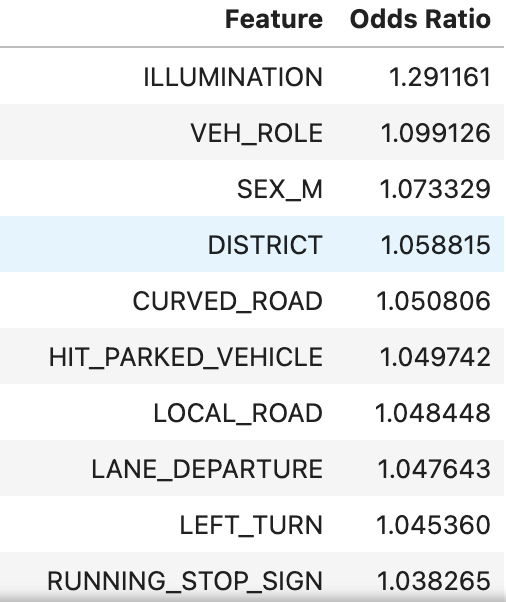 Feature Odds Ratio
ILLUMINATION 1.291161
VEH_ROLE 1.099126
SEX_M 1.073329
DISTRICT 1.058815
CURVED_ROAD 1.050806
HIT_PARKED_VEHICLE 1.049742
LOCAL_ROAD 1.048448
LANE_DEPARTURE 1.047643
LEFT_TURN 1.045360
RUNNING_STOP_SIGN 1.038265